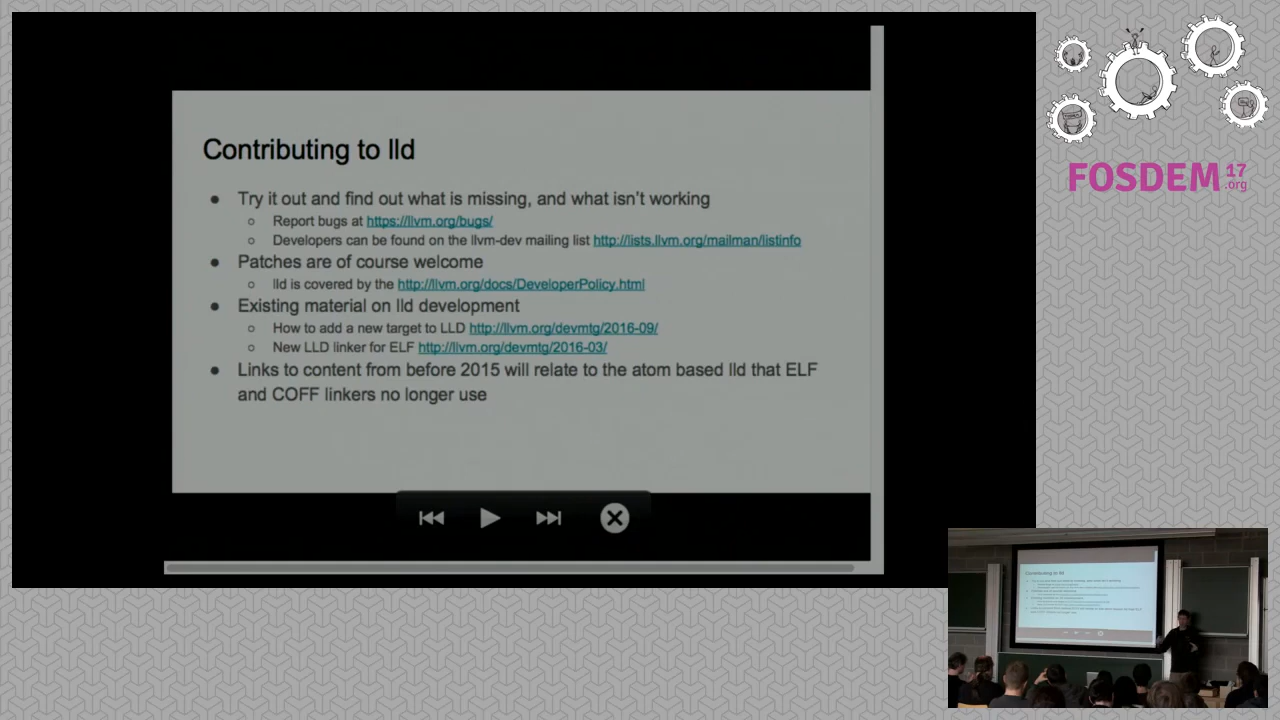 Contributing to lld
● Try it out and find out what is missing, and what isn't working
○ Report bugs at https://llvm.org/bugs/
○ Developers can be found on the llvm-dev mailing list http://lists.llvm.org/mailman/listinfo
● Patches are of course welcome
○ lld is covered by the http://llvm.org/docs/DeveloperPolicy.html
● Existing material on lld development
○ How to add a new target to LLD http://llvm.org/devmtg/2016-09/
○ New LLD linker for ELF http://llvm.org/devmtg/2016-03/
● Links to content from before 2015 will relate to the atom based lld that ELF
and COFF linkers no longer use
FOSDEM 17
.org
Contributing to lld